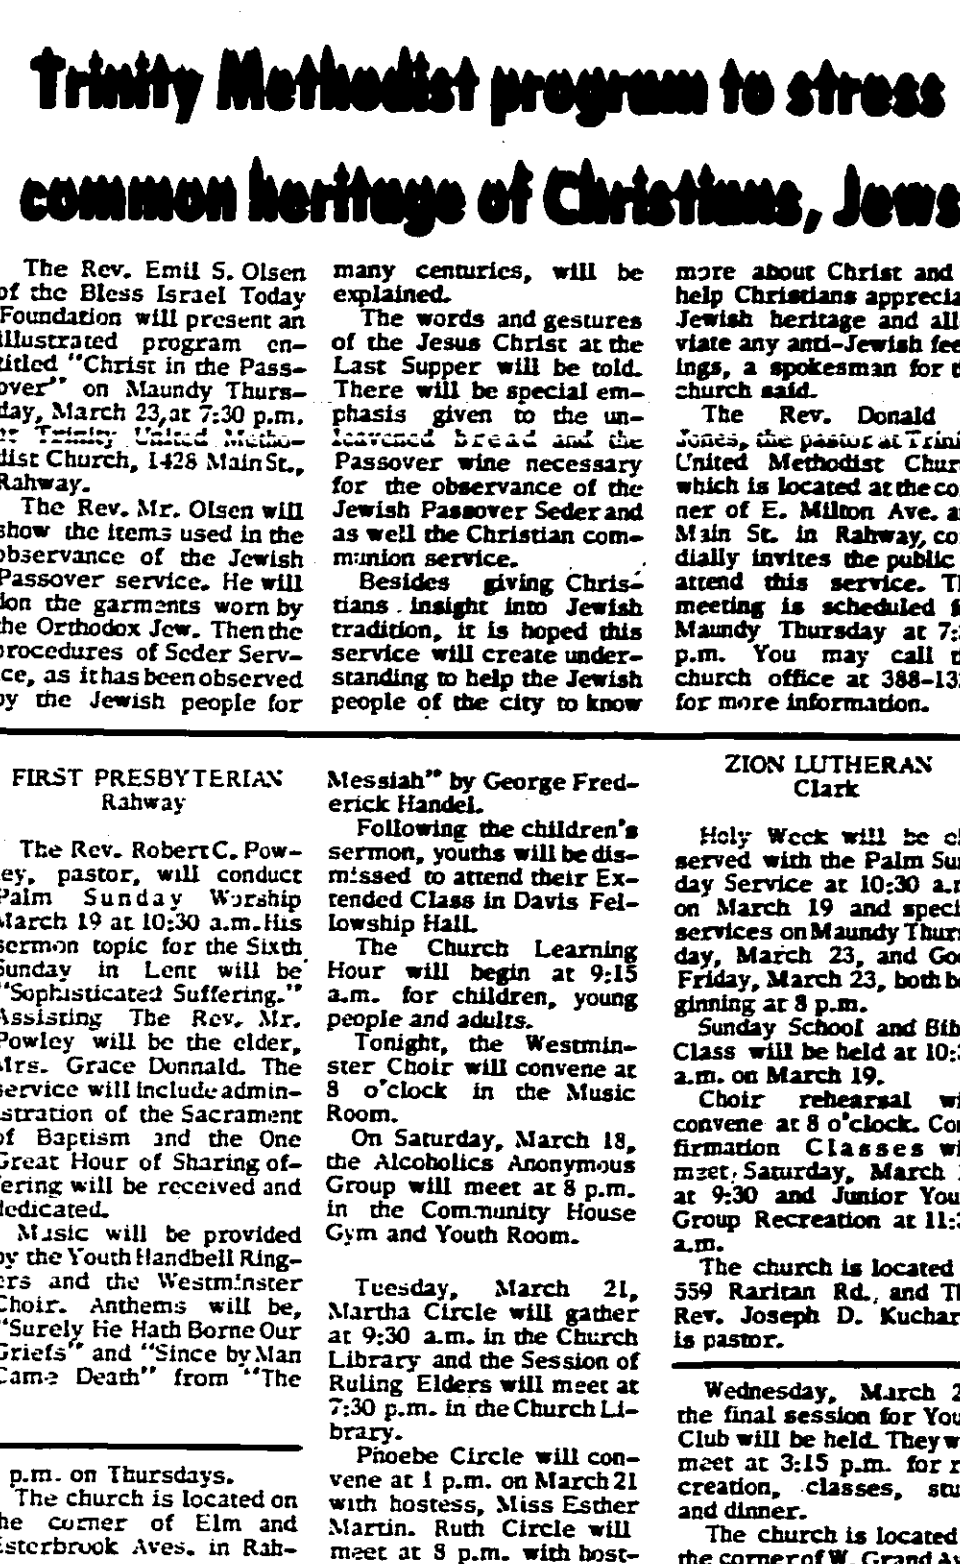 Trinity Methodist program to stress
common heritage of Christians, Jews
The Rev. Emil S. Olsen
of the Bless Israel Today
Foundation will present an
illustrated program en-
titled "Christ in the Pass-
over" on Maundy Thurs-
day, March 23, at 7:30 p.m.
Trinity United Metho-
dist Church, 1428 Main St.,
Rahway.
The Rev. Mr. Olsen will
show the items used in the
observance of the Jewish
Passover service. He will
don the garments worn by
the Orthodox Jew. Then the
procedures of Seder Serv-
ice, as it has been observed
by the Jewish people for
many centuries, will be
explained.
The words and gestures
of the Jesus Christ at the
Last Supper will be told.
There will be special em-
phasis given to the un-
leavened bread and the
Passover wine necessary
for the observance of the
Jewish Passover Seder and
as well the Christian com-
munion service.
Besides giving Chris-
tians insight into Jewish
tradition, it is hoped this
service will create under-
standing to help the Jewish
people of the city to know
more about Christ and
help Christians apprecia
Jewish heritage and all
viate any anti-Jewish fee
ings, a spokesman for t
church said.
The Rev. Donald
Jones, the pastor at Trini
United Methodist Chur
which is located at the co
ner of E. Milton Ave. a
Main St. in Rahway, co
dially invites the public
attend this service. T
meeting is scheduled f
Maundy Thursday at 7:
p.m. You may call t
church office at 388-13
for more information.
FIRST PRESBYTERIAN
Rahway
The Rev. Robert C. Pow-
ley, pastor, will conduct
Palm Sunday Worship
March 19 at 10:30 a.m. His
sermon topic for the Sixth
Sunday in Lent will be
"Sophisticated Suffering."
Assisting The Rev. Mr.
Powley will be the elder,
Mrs. Grace Donnald. The
service will include admin-
istration of the Sacrament
of Baptism and the One
Great Hour of Sharing of-
fering will be received and
dedicated.
Music will be provided
by the Youth Handbell Ring-
ers and the Westminster
Choir. Anthems will be,
"Surely He Hath Borne Our
Griefs" and "Since by Man
Came Death" from "The
p.m. on Thursdays.
The church is located on
the corner of Elm and
Esterbrook Aves. in Rah-
Messiah" by George Fred-
erick Handel.
Following the children's
sermon, youths will be dis-
missed to attend their Ex-
tended Class in Davis Fel-
lowship Hall.
The Church Learning
Hour will begin at 9:15
a.m. for children, young
people and adults.
Tonight, the Westmin-
ster Choir will convene at
8 o'clock in the Music
Room.
On Saturday, March 18,
the Alcoholics Anonymous
Group will meet at 8 p.m.
in the Community House
Gym and Youth Room.
Tuesday, March 21,
Martha Circle will gather
at 9:30 a.m. in the Church
Library and the Session of
Ruling Elders will meet at
7:30 p.m. in the Church Li-
brary.
Phoebe Circle will con-
vene at 1 p.m. on March 21
with hostess, Miss Esther
Martin. Ruth Circle will
meet at 8 p.m. with host-
ZION LUTHERAN
Clark
Holy Week will be o
served with the Palm Sun
day Service at 10:30 a.m
on March 19 and speci
services on Maundy Thurs
day, March 23, and Goo
Friday, March 23, both be
ginning at 8 p.m.
Sunday School and Bib
Class will be held at 10:
a.m. on March 19.
Choir rehearsal wi
convene at 8 o'clock. Con
firmation Classes wi
meet Saturday, March
at 9:30 and Junior You
Group Recreation at 11:
a.m.
The church is located
559 Raritan Rd., and Th
Rev. Joseph D. Kuchar
is pastor.
Wednesday, March 2
the final session for You
Club will be held. They w
meet at 3:15 p.m. for r
creation, classes, stu
and dinner.
The church is located
the corner of W. Grand Av